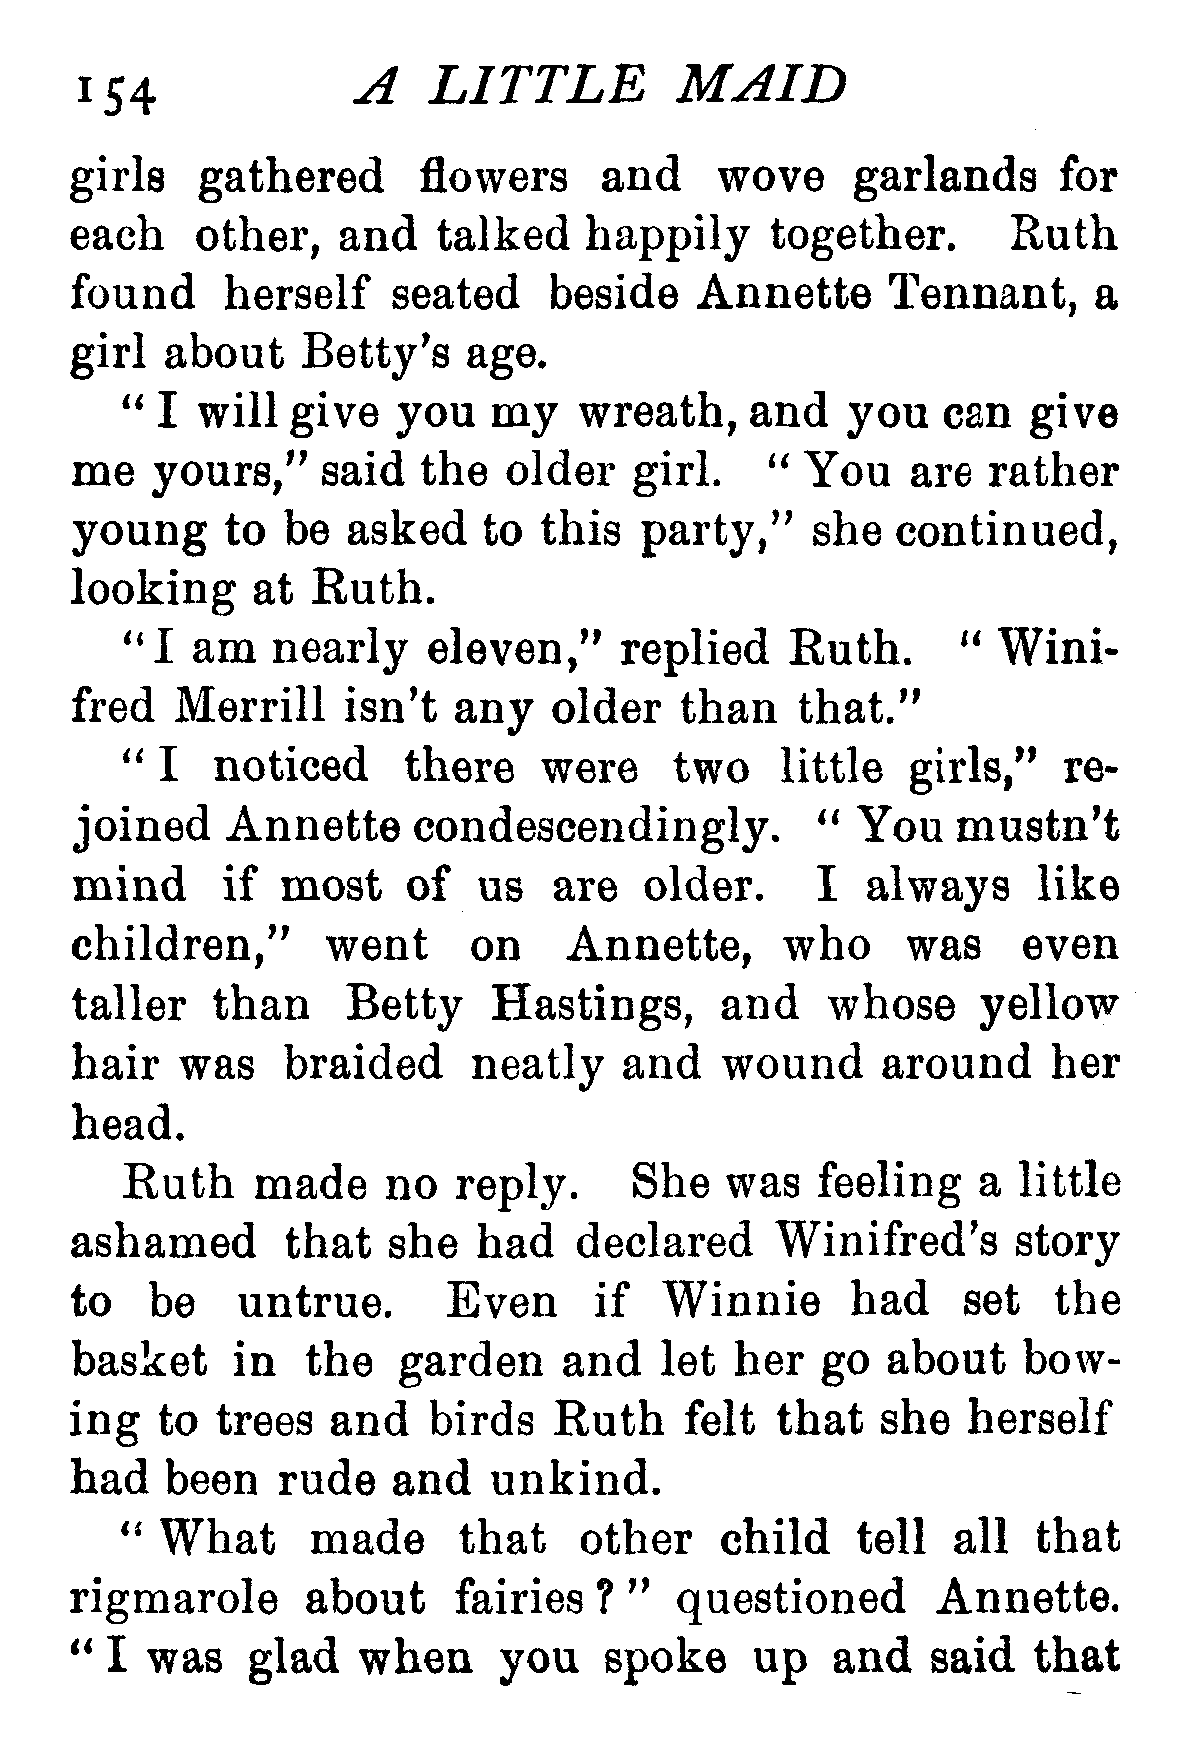 154 A LITTLE MAID
girls gathered flowers and wove garlands for
each other, and talked happily together. Ruth
found herself seated beside Annette Tennant, a
girl about Betty's age.
" I will give you my wreath, and you can give
me yours," said the older girl. " You are rather
young to be asked to this party," she continued,
looking at Ruth.
" I am nearly eleven," replied Ruth. " Wini-
fred Merrill isn't any older than that."
" I noticed there were two little girls," re-
joined Annette condescendingly. " You mustn't
mind if most of us are older. I always like
children," went on Annette, who was even
taller than Betty Hastings, and whose yellow
hair was braided neatly and wound around her
head.
Ruth made no reply. She was feeling a little
ashamed that she had declared Winifred's story
to be untrue. Even if Winnie had set the
basket in the garden and let her go about bow-
ing to trees and birds Ruth felt that she herself
had been rude and unkind.
" What made that other child tell all that
rigmarole about fairies ? " questioned Annette.
" I was glad when you spoke up and said that